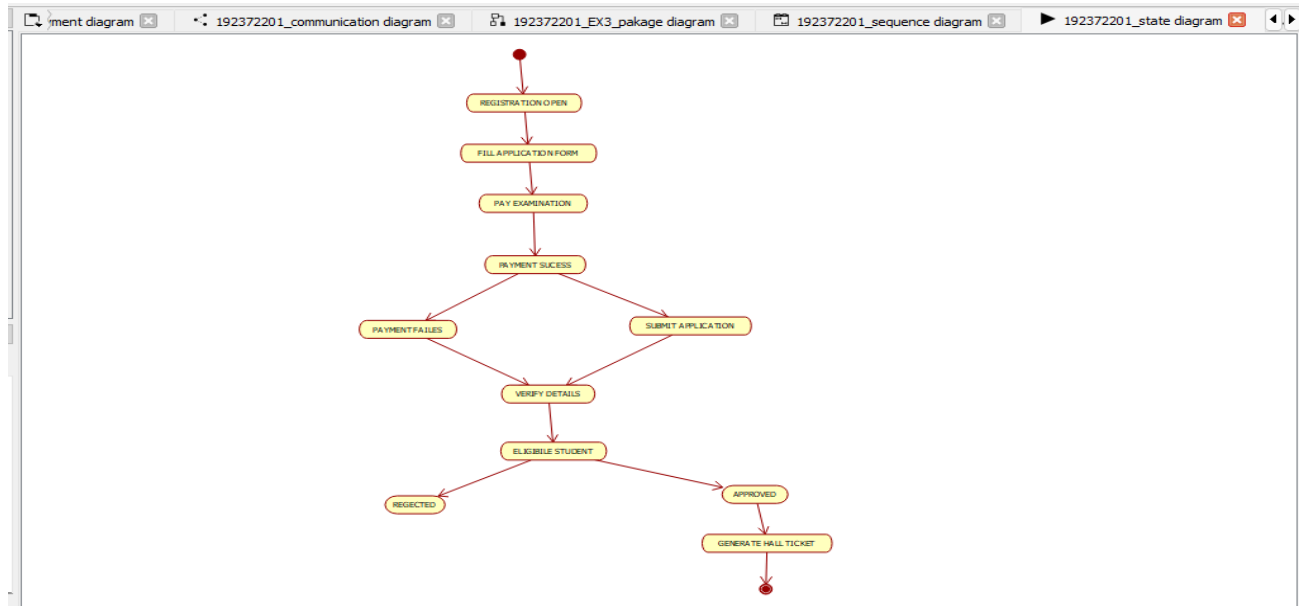 yment diagram
192372201_communication diagram
192372201_EX3_pakage diagram
192372201_sequence diagram
192372201_state diagram
REGISTRATION OPEN
FILL APPLICATION FORM
PAY EXAMINATION
PAYMENT SUCESS
PAYMENT FAILES
SUBMIT APPLICATION
VERIFY DETAILS
ELIGIBILE STUDENT
REGECTED
APPROVED
GENERATE HALL TICKET